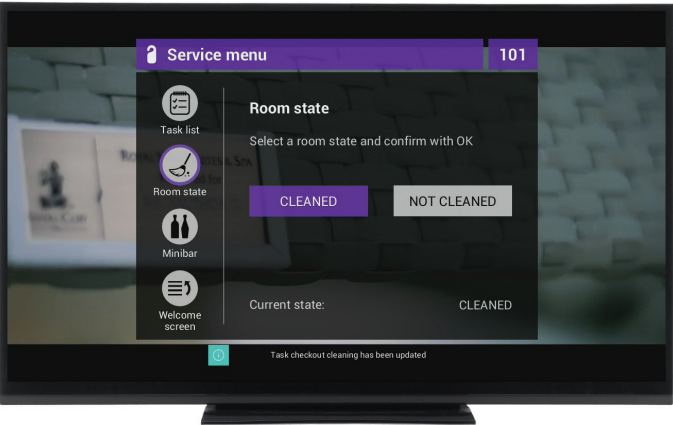 Service menu
101
Task list
Room state
Minibar
Welcome
screen
Room state
Select a room state and confirm with OK
CLEANED
NOT CLEANED
Current state:
CLEANED
Task checkout cleaning has been updated